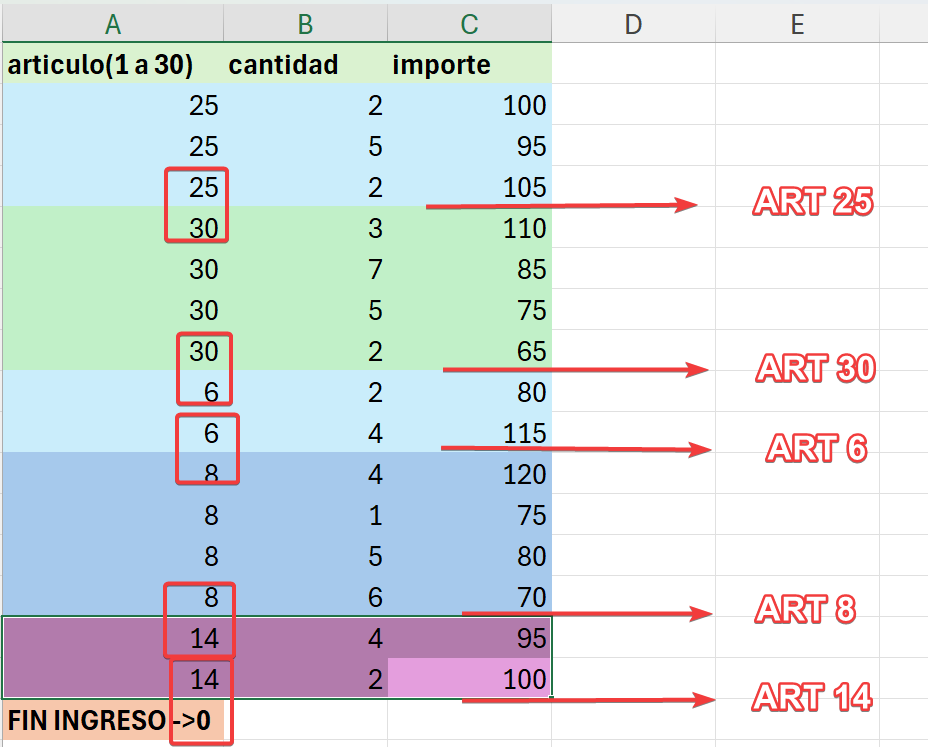 A B C D E
articulo(1 a 30) cantidad importe
25 2 100
25 5 95
25 2 105 ART 25
30 3 110
30 7 85
30 5 75
30 2 65 ART 30
6 2 80
6 4 115 ART 6
8 4 120
8 1 75
8 5 80
8 6 70 ART 8
14 4 95
14 2 100 ART 14
FIN INGRESO ->0